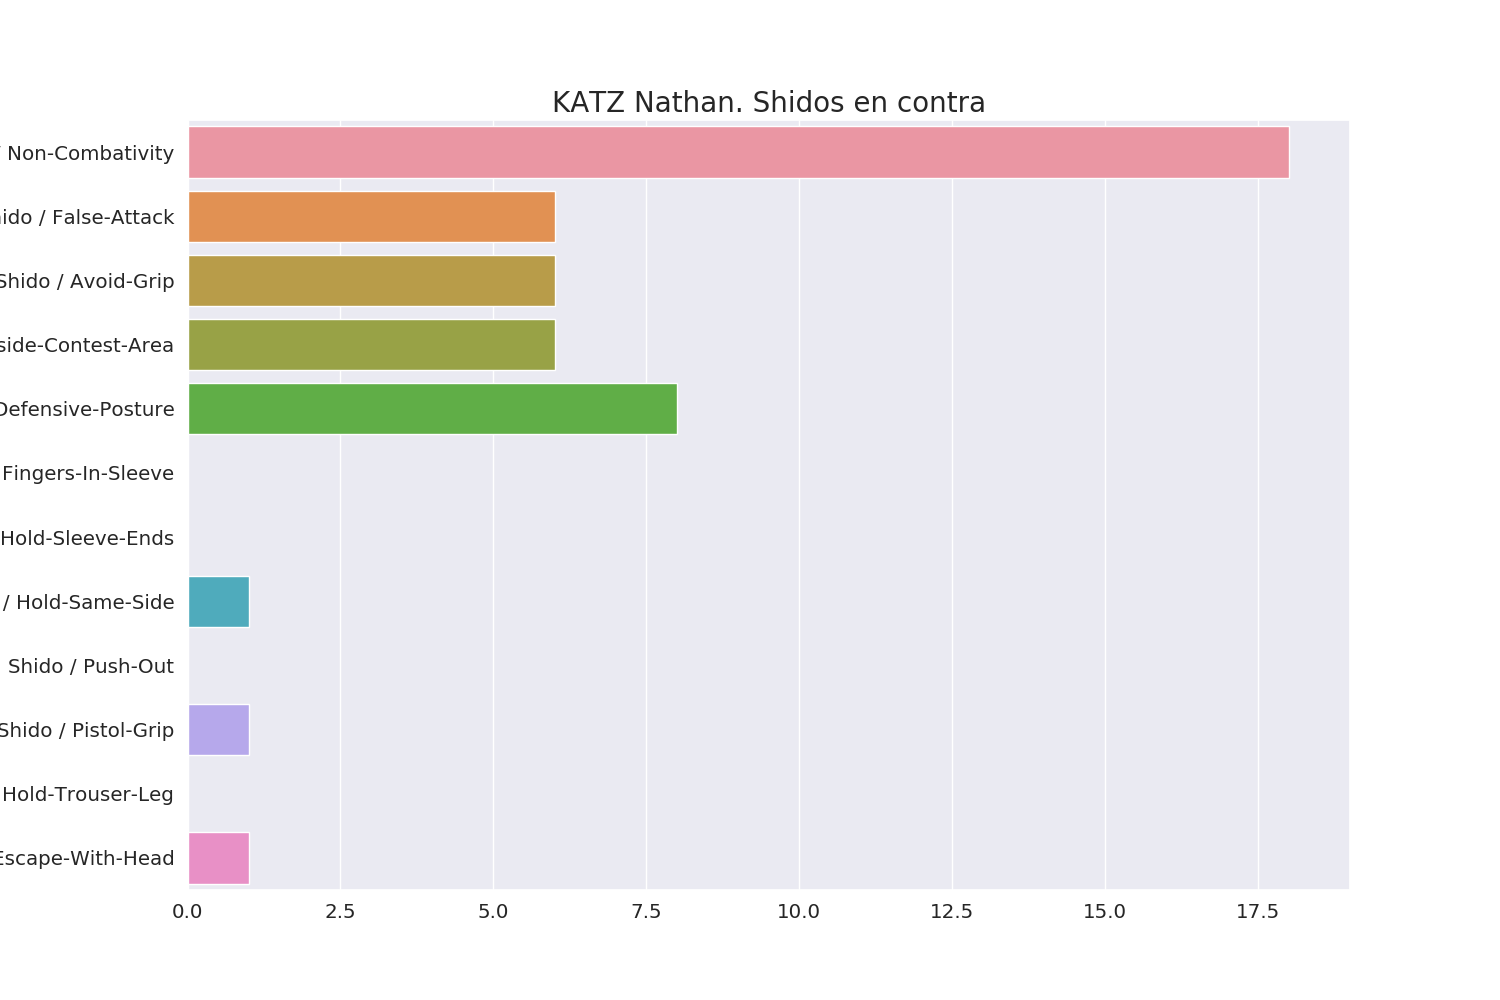 KATZ Nathan. Shidos en contra
/ Non-Combativity
ido / False-Attack
Shido / Avoid-Grip
side-Contest-Area
Defensive-Posture
Fingers-In-Sleeve
Hold-Sleeve-Ends
/ Hold-Same-Side
Shido / Push-Out
Shido / Pistol-Grip
Hold-Trouser-Leg
Escape-With-Head
0.0 2.5 5.0 7.5 10.0 12.5 15.0 17.5